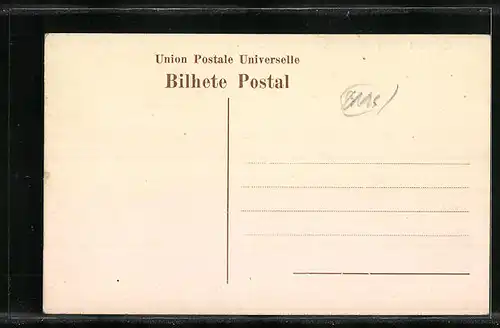 Union Postale Universelle
Bilhete Postal